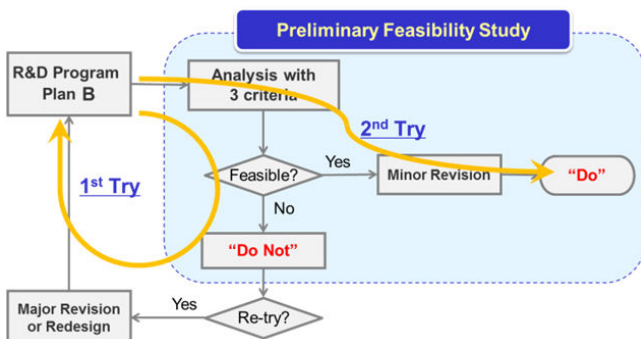 Preliminary Feasibility Study
R&D Program
Plan B
Analysis with
3 criteria
2nd Try
1st Try
Feasible?
Yes
Minor Revision
“Do”
No
“Do Not”
Major Revision
or Redesign
Yes
Re-try?